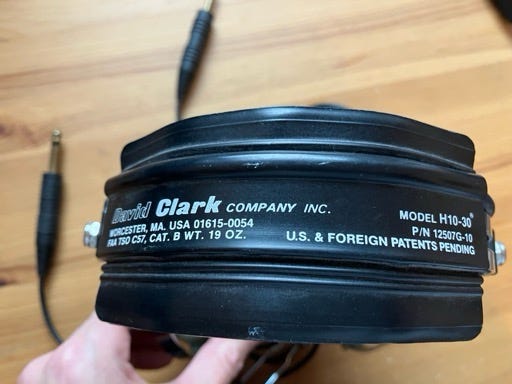 David Clark COMPANY INC.
WORCESTER, MA. USA 01615-0054
FAA TSO C57, CAT. B WT. 19 OZ.
MODEL H10-30®
P/N 12507G-10
U.S. & FOREIGN PATENTS PENDING